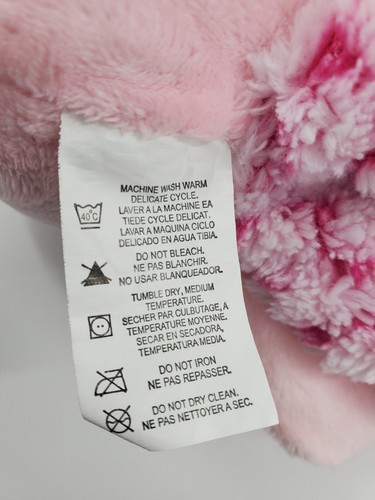 MACHINE WASH WARM
DELICATE CYCLE.
LAVER A LA MACHINE EA
TIEDE CYCLE DELICAT.
LAVAR A MAQUINA CICLO
DELICADO EN AGUA TIBIA.
40°C
DO NOT BLEACH.
NE PAS BLANCHIR.
NO USAR BLANQUEADOR.
TUMBLE DRY, MEDIUM
TEMPERATURE.
SECHER PAR CULBUTAGE, A
TEMPERATURE MOYENNE.
SECAR EN SECADORA,
TEMPERATURA MEDIA.
DO NOT IRON
NE PAS REPASSER.
DO NOT DRY CLEAN.
NE PAS NETTOYER A SEC.